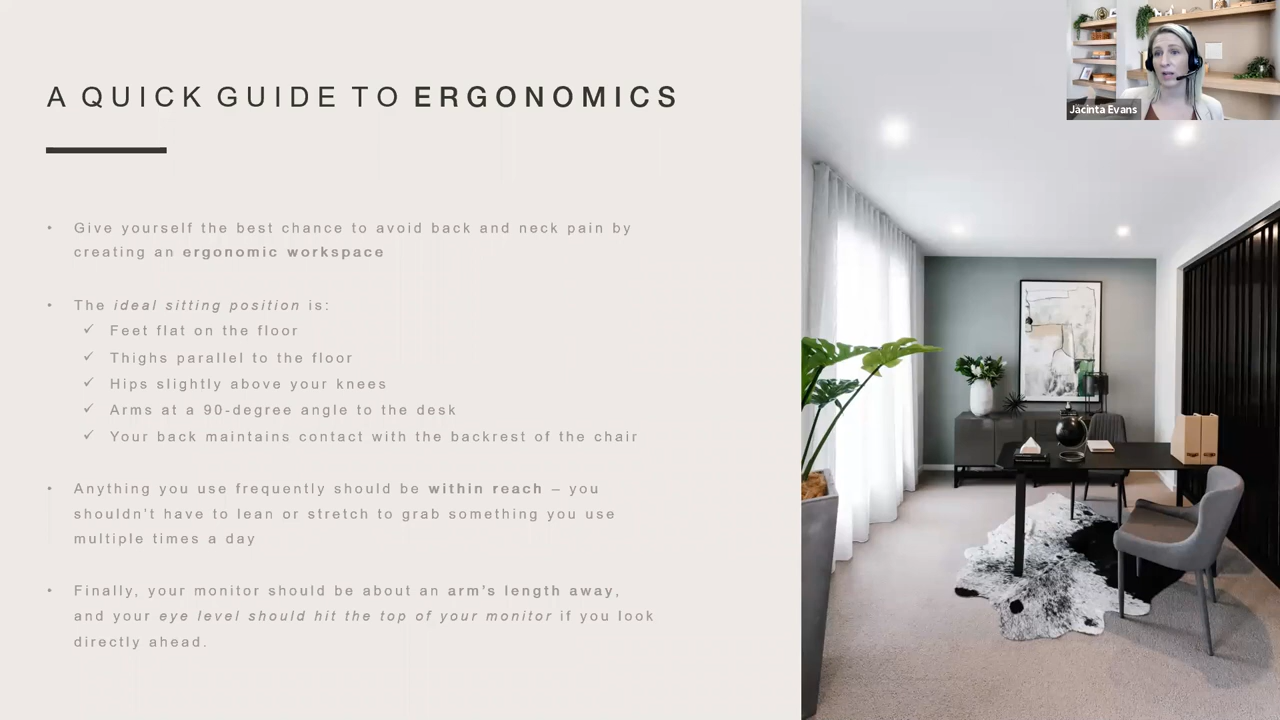 A QUICK GUIDE TO ERGONOMICS
• Give yourself the best chance to avoid back and neck pain by
creating an ergonomic workspace
• The ideal sitting position is:
✓ Feet flat on the floor
✓ Thighs parallel to the floor
✓ Hips slightly above your knees
✓ Arms at a 90-degree angle to the desk
✓ Your back maintains contact with the backrest of the chair
• Anything you use frequently should be within reach – you
shouldn't have to lean or stretch to grab something you use
multiple times a day
• Finally, your monitor should be about an arm's length away,
and your eye level should hit the top of your monitor if you look
directly ahead.
Jacinta Evans